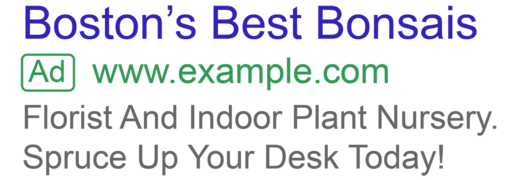 Boston’s Best Bonsais
Ad www.example.com
Florist And Indoor Plant Nursery.
Spruce Up Your Desk Today!